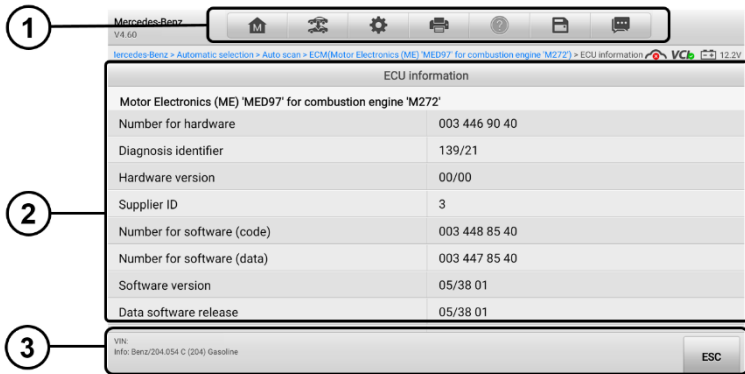 1
Mercedes-Benz
V4.60
M
?
lercedes-Benz > Automatic selection > Auto scan > ECM(Motor Electronics (ME) 'MED97' for combustion engine 'M272') > ECU information VCI 12.2V
ECU information
Motor Electronics (ME) 'MED97' for combustion engine 'M272'
Number for hardware 003 446 90 40
Diagnosis identifier 139/21
Hardware version 00/00
2
Supplier ID 3
Number for software (code) 003 448 85 40
Number for software (data) 003 447 85 40
Software version 05/38 01
Data software release 05/38 01
3
VIN:
Info: Benz/204.054 C (204) Gasoline
ESC